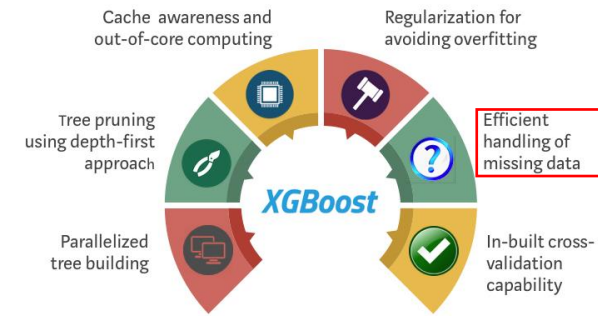 Cache awareness and
out-of-core computing
Regularization for
avoiding overfitting
Tree pruning
using depth-first
approach
Efficient
handling of
missing data
XGBoost
Parallelized
tree building
In-built cross-
validation
capability